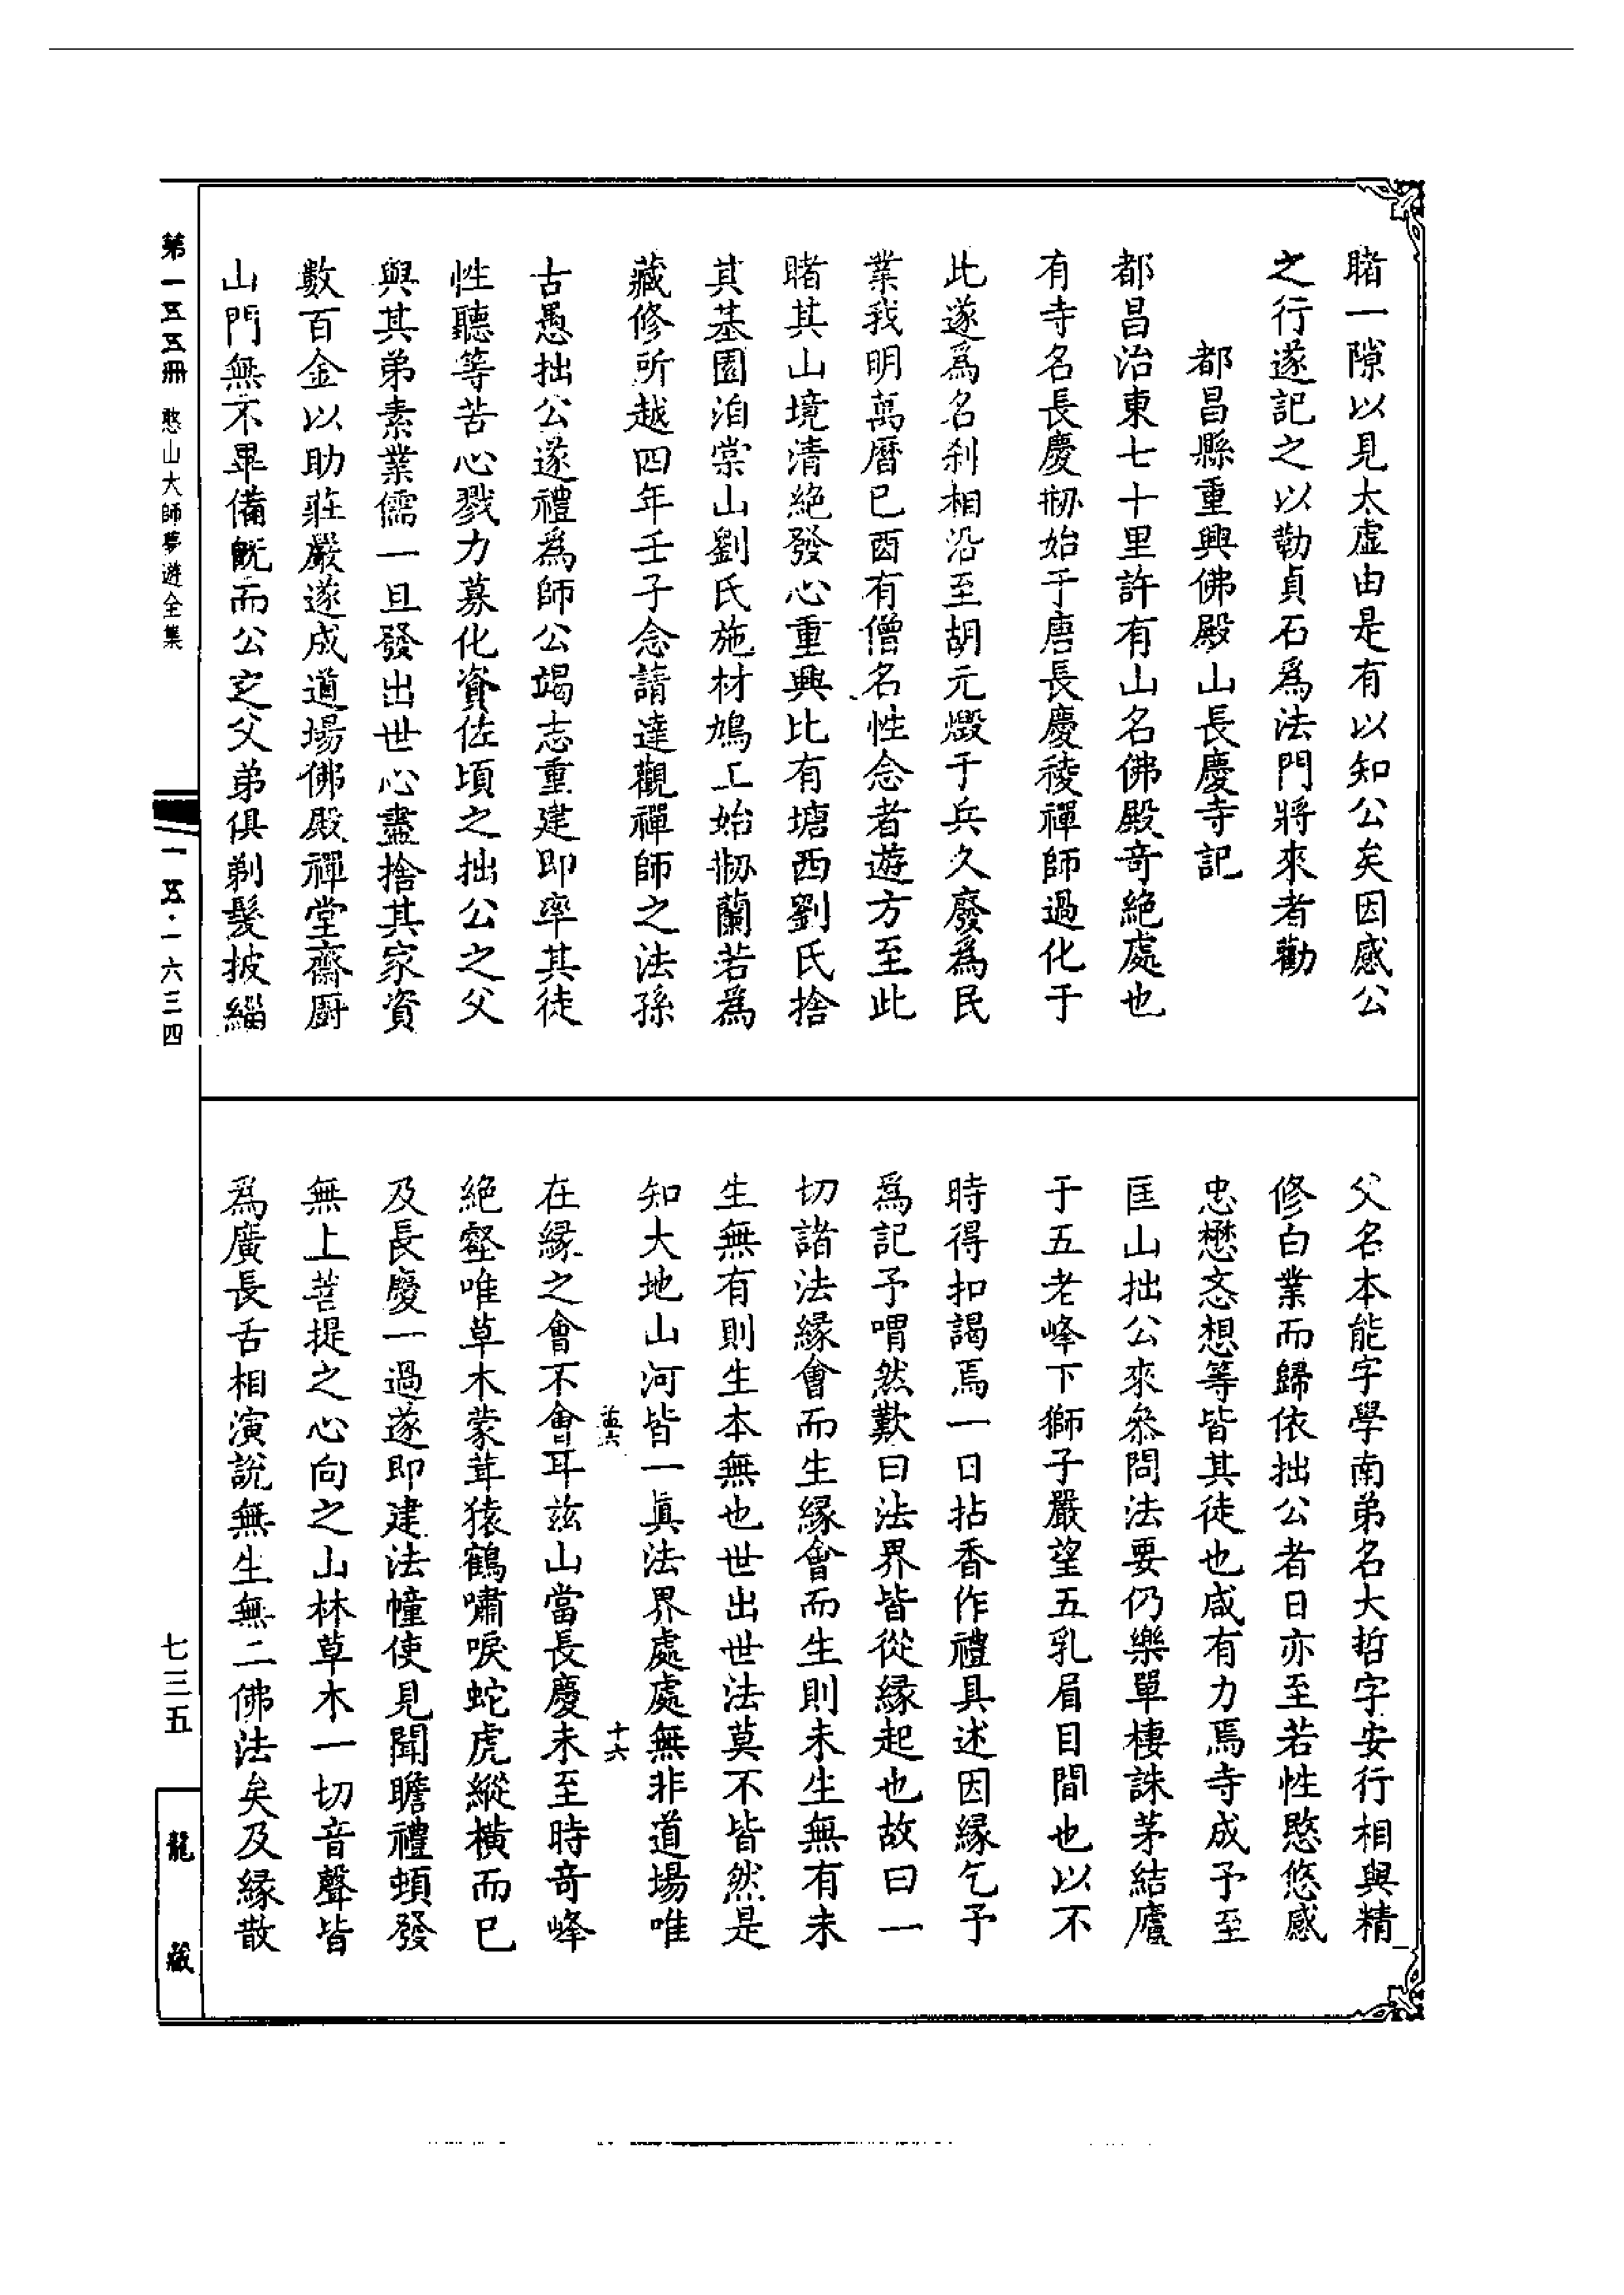 睹一隙以見太虛由是有以知公矣因感公
之行遂記之以勒貞石爲法門將來者勸
都昌縣重興佛殿山長慶寺記
都昌治東七十里許有山名佛殿奇絕處也
有寺名長慶剏始于唐長慶稜禪師過化于
此遂爲名刹相沿至胡元燬于兵久廢爲民
業我明萬曆已酉有僧名性念者遊方至此
睹其山境清絕發心重興比有塘西劉氏捨
其基園洎棠山劉氏施材鳩工始剏蘭若爲
藏修所越四年壬子念請達觀禪師之法孫
古愚拙公遂禮爲師公竭志重建即率其徒
性聽等苦心戮力募化資佐頃之拙公之父
與其弟素業儒一旦發出世心盡捨其家資
數百金以助莊嚴遂成道場佛殿禪堂齋厨
山門無不畢備旣而公之父弟俱剃髮披緇
父名本能字學南弟名大哲字安行相與精
修白業而歸依拙公者日亦至若性愍悠感
忠懋忞想等皆其徒也咸有力焉寺成予至
匡山拙公來叅問法要仍樂單棲誅茅結廬
于五老峰下獅子嚴望五乳眉目間也以不
時得扣謁焉一日拈香作禮具述因緣乞予
爲記予喟然歎曰法界皆從緣起也故曰一
切諸法緣會而生緣會而生則未生無有未
生無有則生本無也世出世法莫不皆然是
知大地山河皆一眞法界處處無非道場唯
在緣之會不會耳茲山當長慶未至時奇峰
絕壑唯草木蒙茸猿鶴嘯唳蛇虎縱橫而已
及長慶一過遂即建法幢使見聞瞻禮頓發
無上菩提之心向之山林草木一切音聲皆
爲廣長舌相演說無生無二佛法矣及緣散
十六
第一五五冊 憨山大師夢遊全集
一五·一六三四
七三五
龍藏